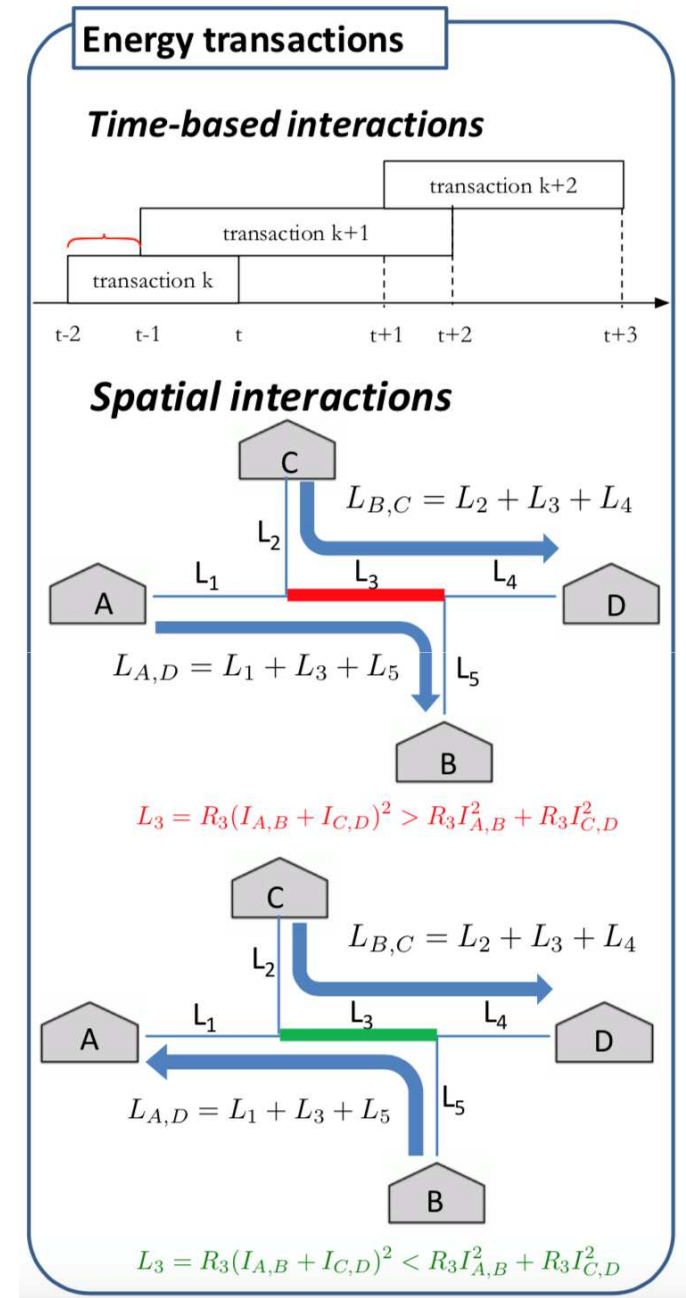 Energy transactions
Time-based interactions
transaction k+2
transaction k+1
transaction k
t-2 t-1 t t+1 t+2 t+3
Spatial interactions
C
L_{B,C} = L_2 + L_3 + L_4
L_2
L_1 L_3 L_4
A D
L_{A,D} = L_1 + L_3 + L_5 L_5
B
L_3 = R_3(I_{A,B} + I_{C,D})^2 > R_3I_{A,B}^2 + R_3I_{C,D}^2
C
L_{B,C} = L_2 + L_3 + L_4
L_2
L_1 L_3 L_4
A D
L_{A,D} = L_1 + L_3 + L_5 L_5
B
L_3 = R_3(I_{A,B} + I_{C,D})^2 < R_3I_{A,B}^2 + R_3I_{C,D}^2